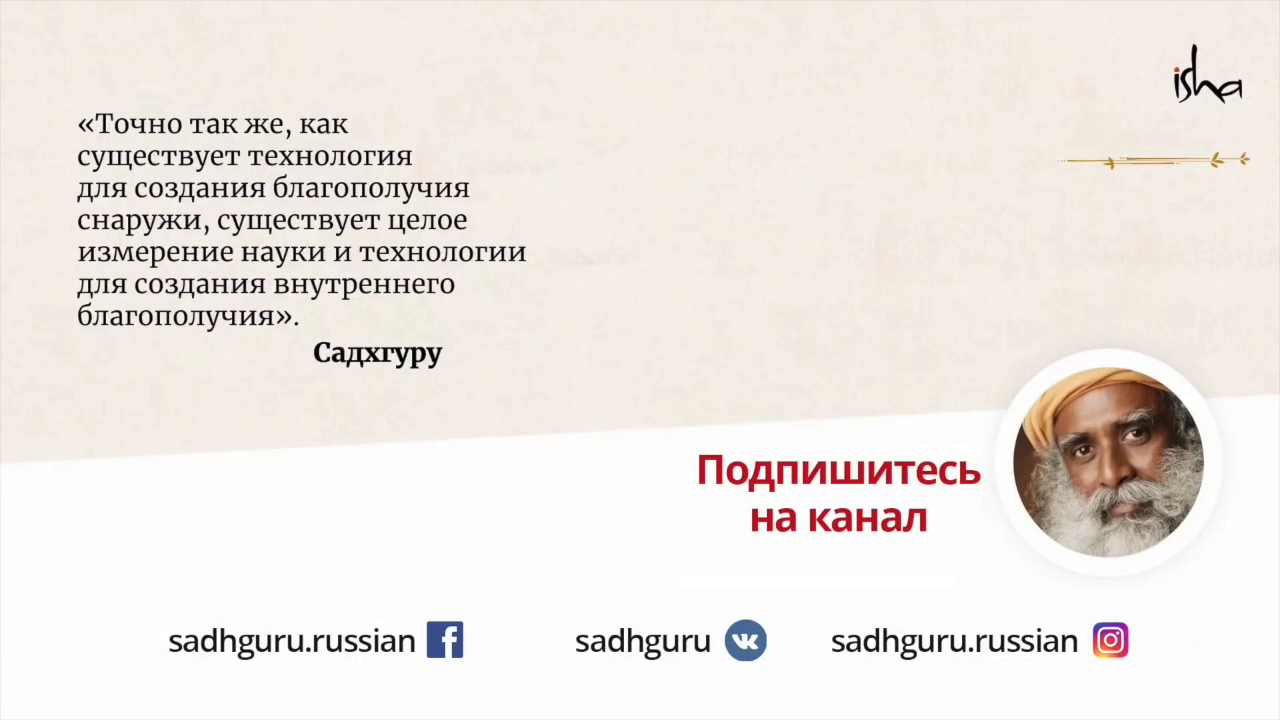 isha
«Точно так же, как
существует технология
для создания благополучия
снаружи, существует целое
измерение науки и технологии
для создания внутреннего
благополучия».
Садхгуру
Подпишитесь
на канал
sadhguru.russian
sadhguru
sadhguru.russian